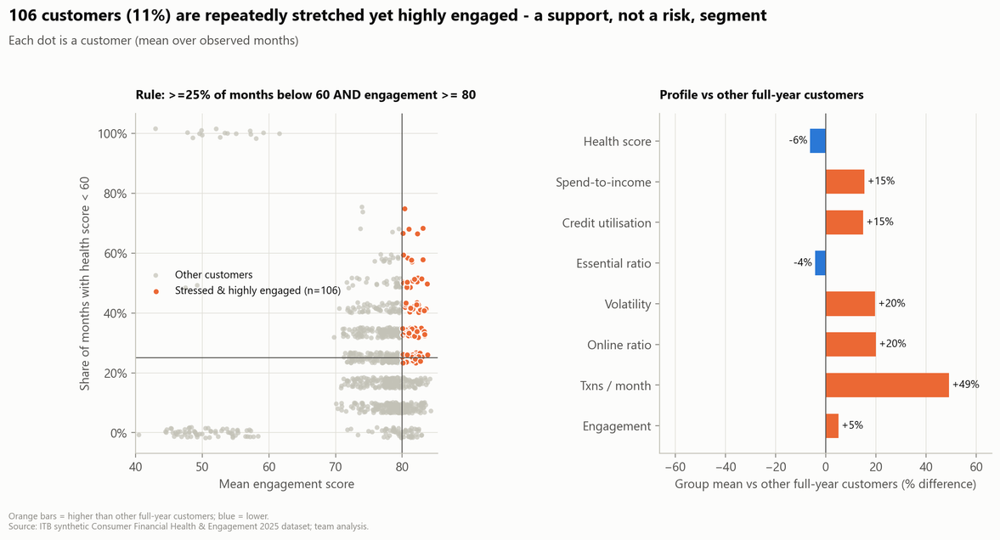 106 customers (11%) are repeatedly stretched yet highly engaged - a support, not a risk, segment
Each dot is a customer (mean over observed months)
Rule: >=25% of months below 60 AND engagement >= 80
Share of months with health score < 60
100%
80%
60%
40%
20%
0%
Other customers
Stressed & highly engaged (n=106)
40
50
60
70
80
Mean engagement score
Profile vs other full-year customers
Health score
-6%
Spend-to-income
+15%
Credit utilisation
+15%
Essential ratio
-4%
Volatility
+20%
Online ratio
+20%
Txns / month
+49%
Engagement
+5%
−60
−40
−20
0
20
40
60
Group mean vs other full-year customers (% difference)
Orange bars = higher than other full-year customers; blue = lower.
Source: ITB synthetic Consumer Financial Health & Engagement 2025 dataset; team analysis.